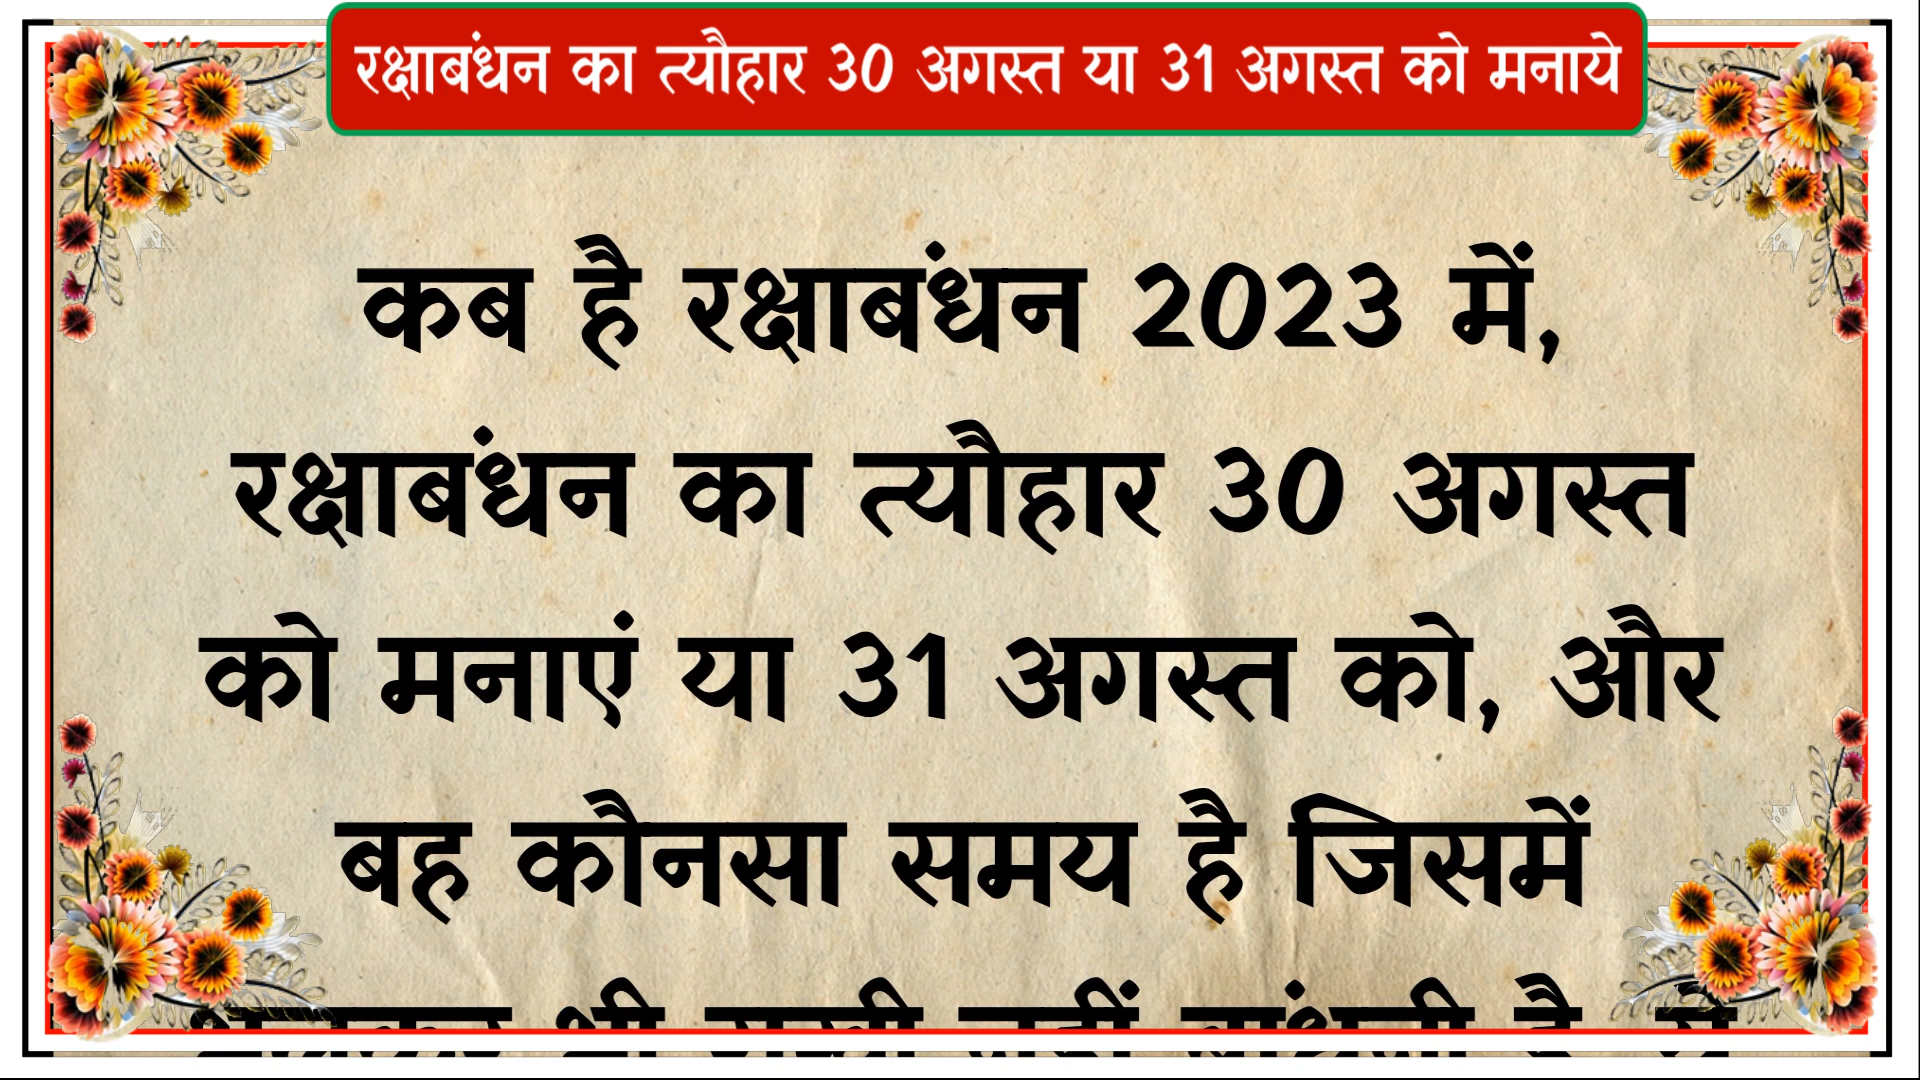 रक्षाबंधन का त्यौहार 30 अगस्त या 31 अगस्त को मनाये
कब है रक्षाबंधन 2023 में,
रक्षाबंधन का त्यौहार 30 अगस्त
को मनाएं या 31 अगस्त को, और
बह कौनसा समय है जिसमें